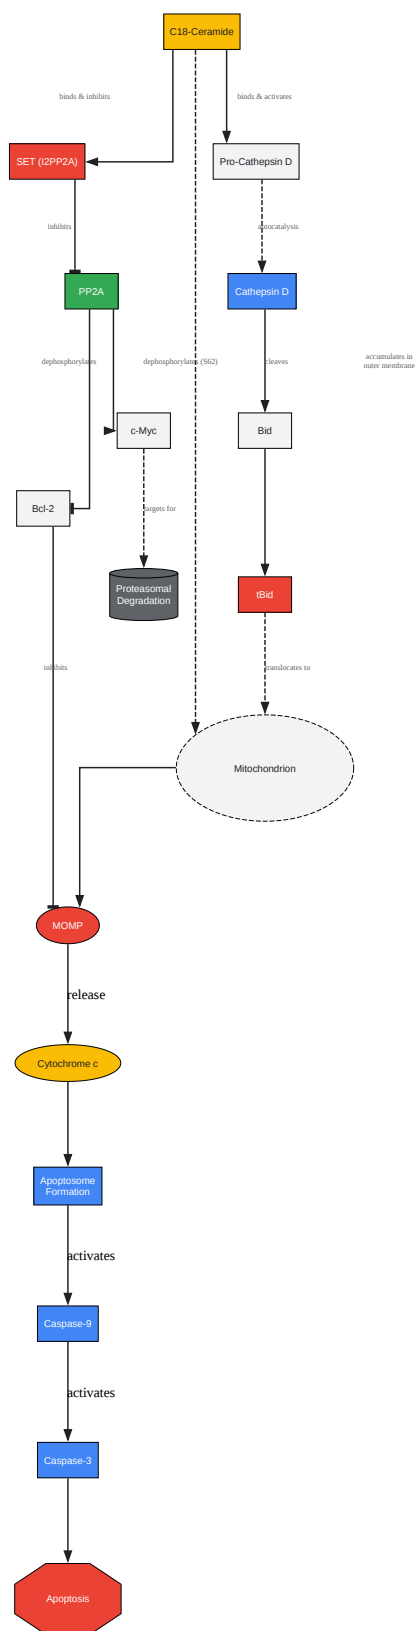 C18-Ceramide
binds & inhibits
binds & activates
SET (I2PP2A)
Pro-Cathepsin D
inhibits
autocatalysis
PP2A
Cathepsin D
dephosphorylates
dephosphorylates (S62)
cleaves
accumulates in
outer membrane
c-Myc
Bid
Bcl-2
targets for
Proteasomal
Degradation
tBid
inhibits
translocates to
Mitochondrion
MOMP
release
Cytochrome c
Apoptosome
Formation
activates
Caspase-9
activates
Caspase-3
Apoptosis